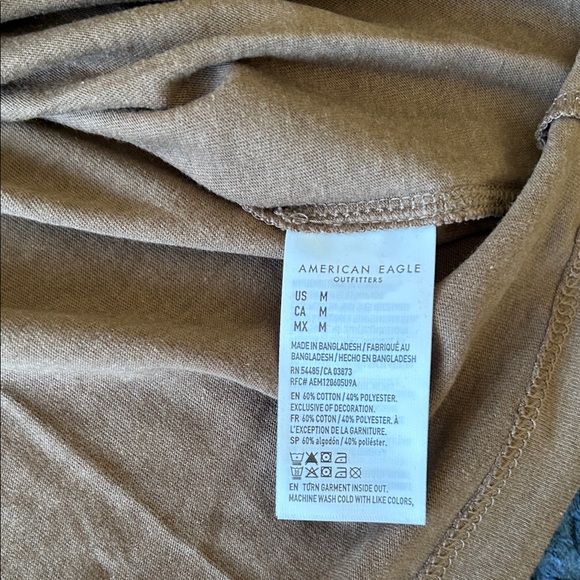 AMERICAN EAGLE
OUTFITTERS
US M
CA M
MX M
MADE IN BANGLADESH / FABRIQUÉ AU
BANGLADESH / HECHO EN BANGLADESH
RN 54485/CA 03873
RFC# AEM120605U9A
EN 60% COTTON / 40% POLYESTER,
EXCLUSIVE OF DECORATION.
FR 60% COTON / 40% POLYESTER, À
L'EXCEPTION DE LA GARNITURE.
SP 60% algodón / 40% poliéster.
EN TURN GARMENT INSIDE OUT,
MACHINE WASH COLD WITH LIKE COLORS,